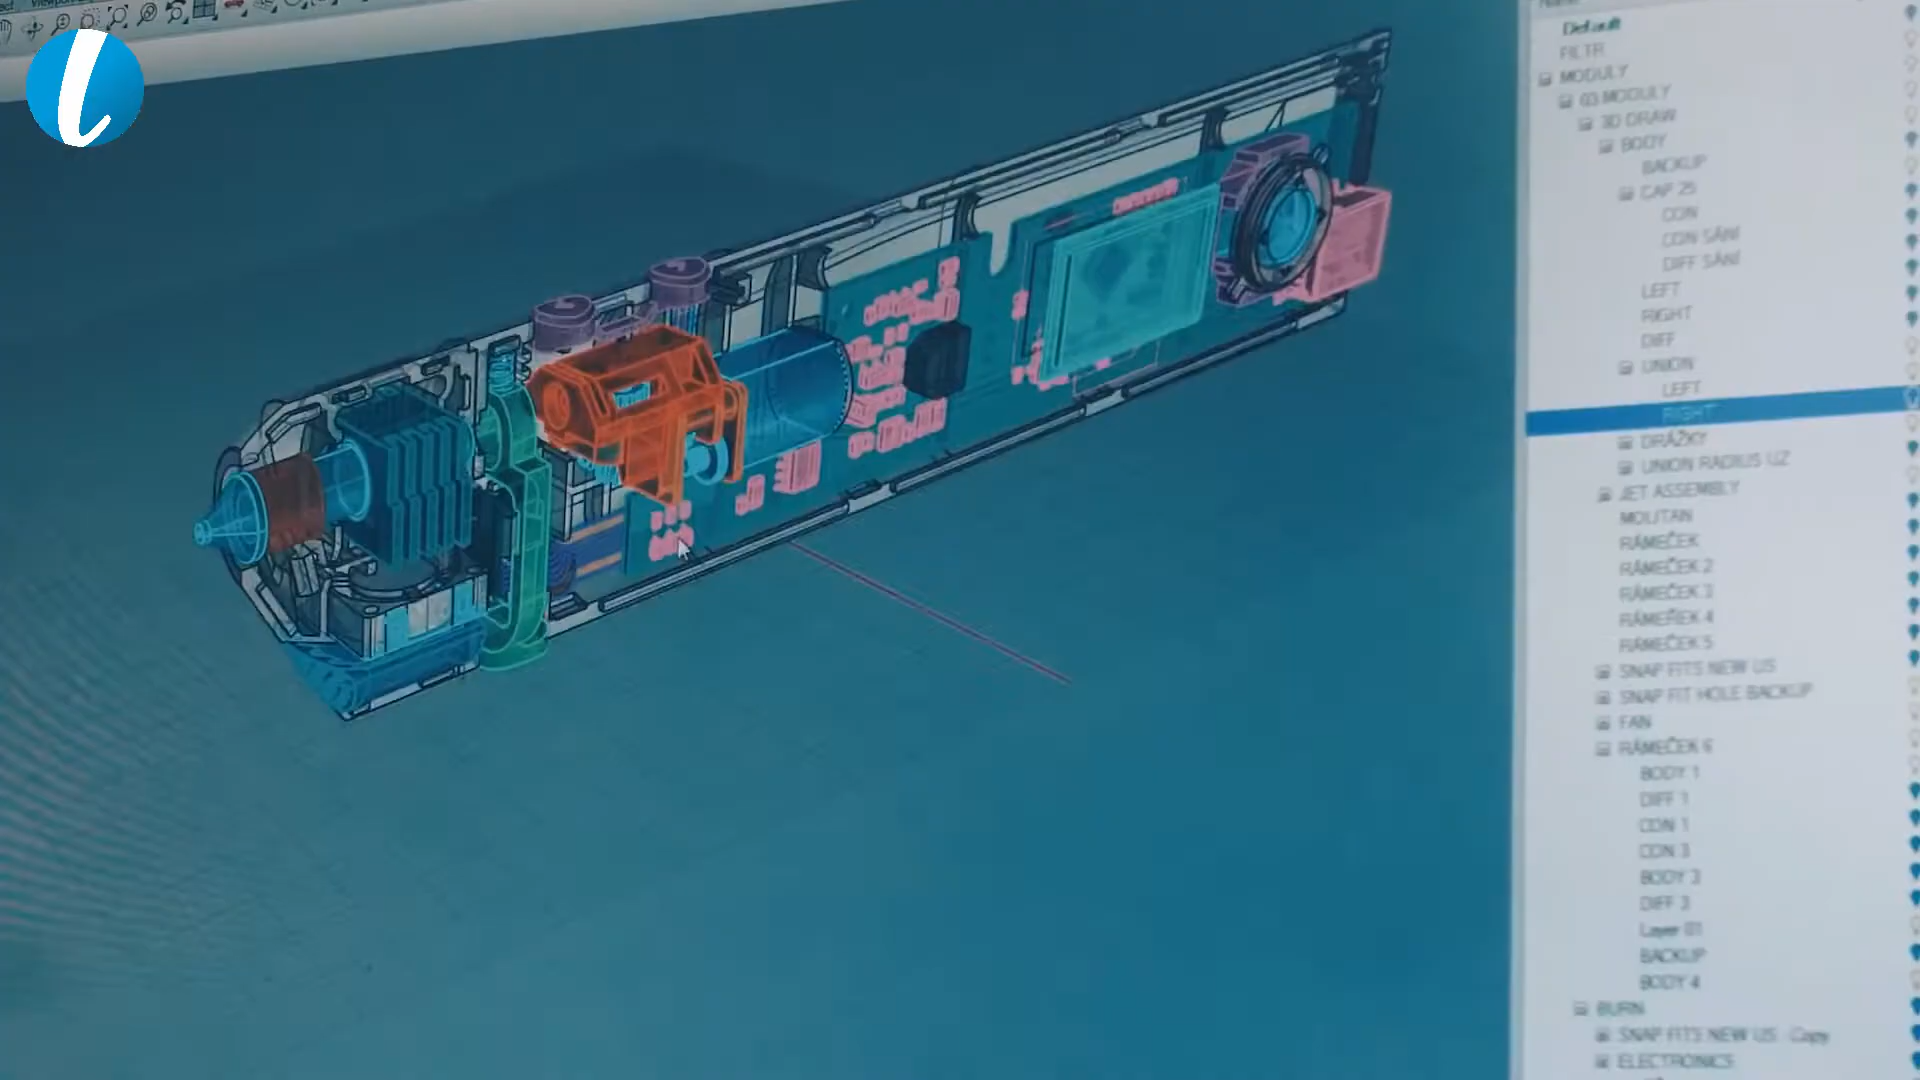 Default
FILTR
MODULY
03 MODULY
3D DRAW
BODY
BACKUP
CAP 25
CON
CON SÁNÍ
DIFF SÁNÍ
LEFT
RIGHT
DIFF
UNION
LEFT
RIGHT
DRÁŽKY
UNION RADIUS UZ
JET ASSEMBLY
MOLITAN
RÁMEČEK
RÁMEČEK 2
RÁMEČEK 3
RÁMEČEK 4
RÁMEČEK 5
SNAP FITS NEW US
SNAP FIT HOLE BACKUP
FAN
RÁMEČEK 6
BODY 1
DIFF 1
CON 1
CON 3
BODY 3
DIFF 3
Layer 01
BACKUP
BODY 4
BURN
SNAP FITS NEW US - Copy
ELECTRONICS